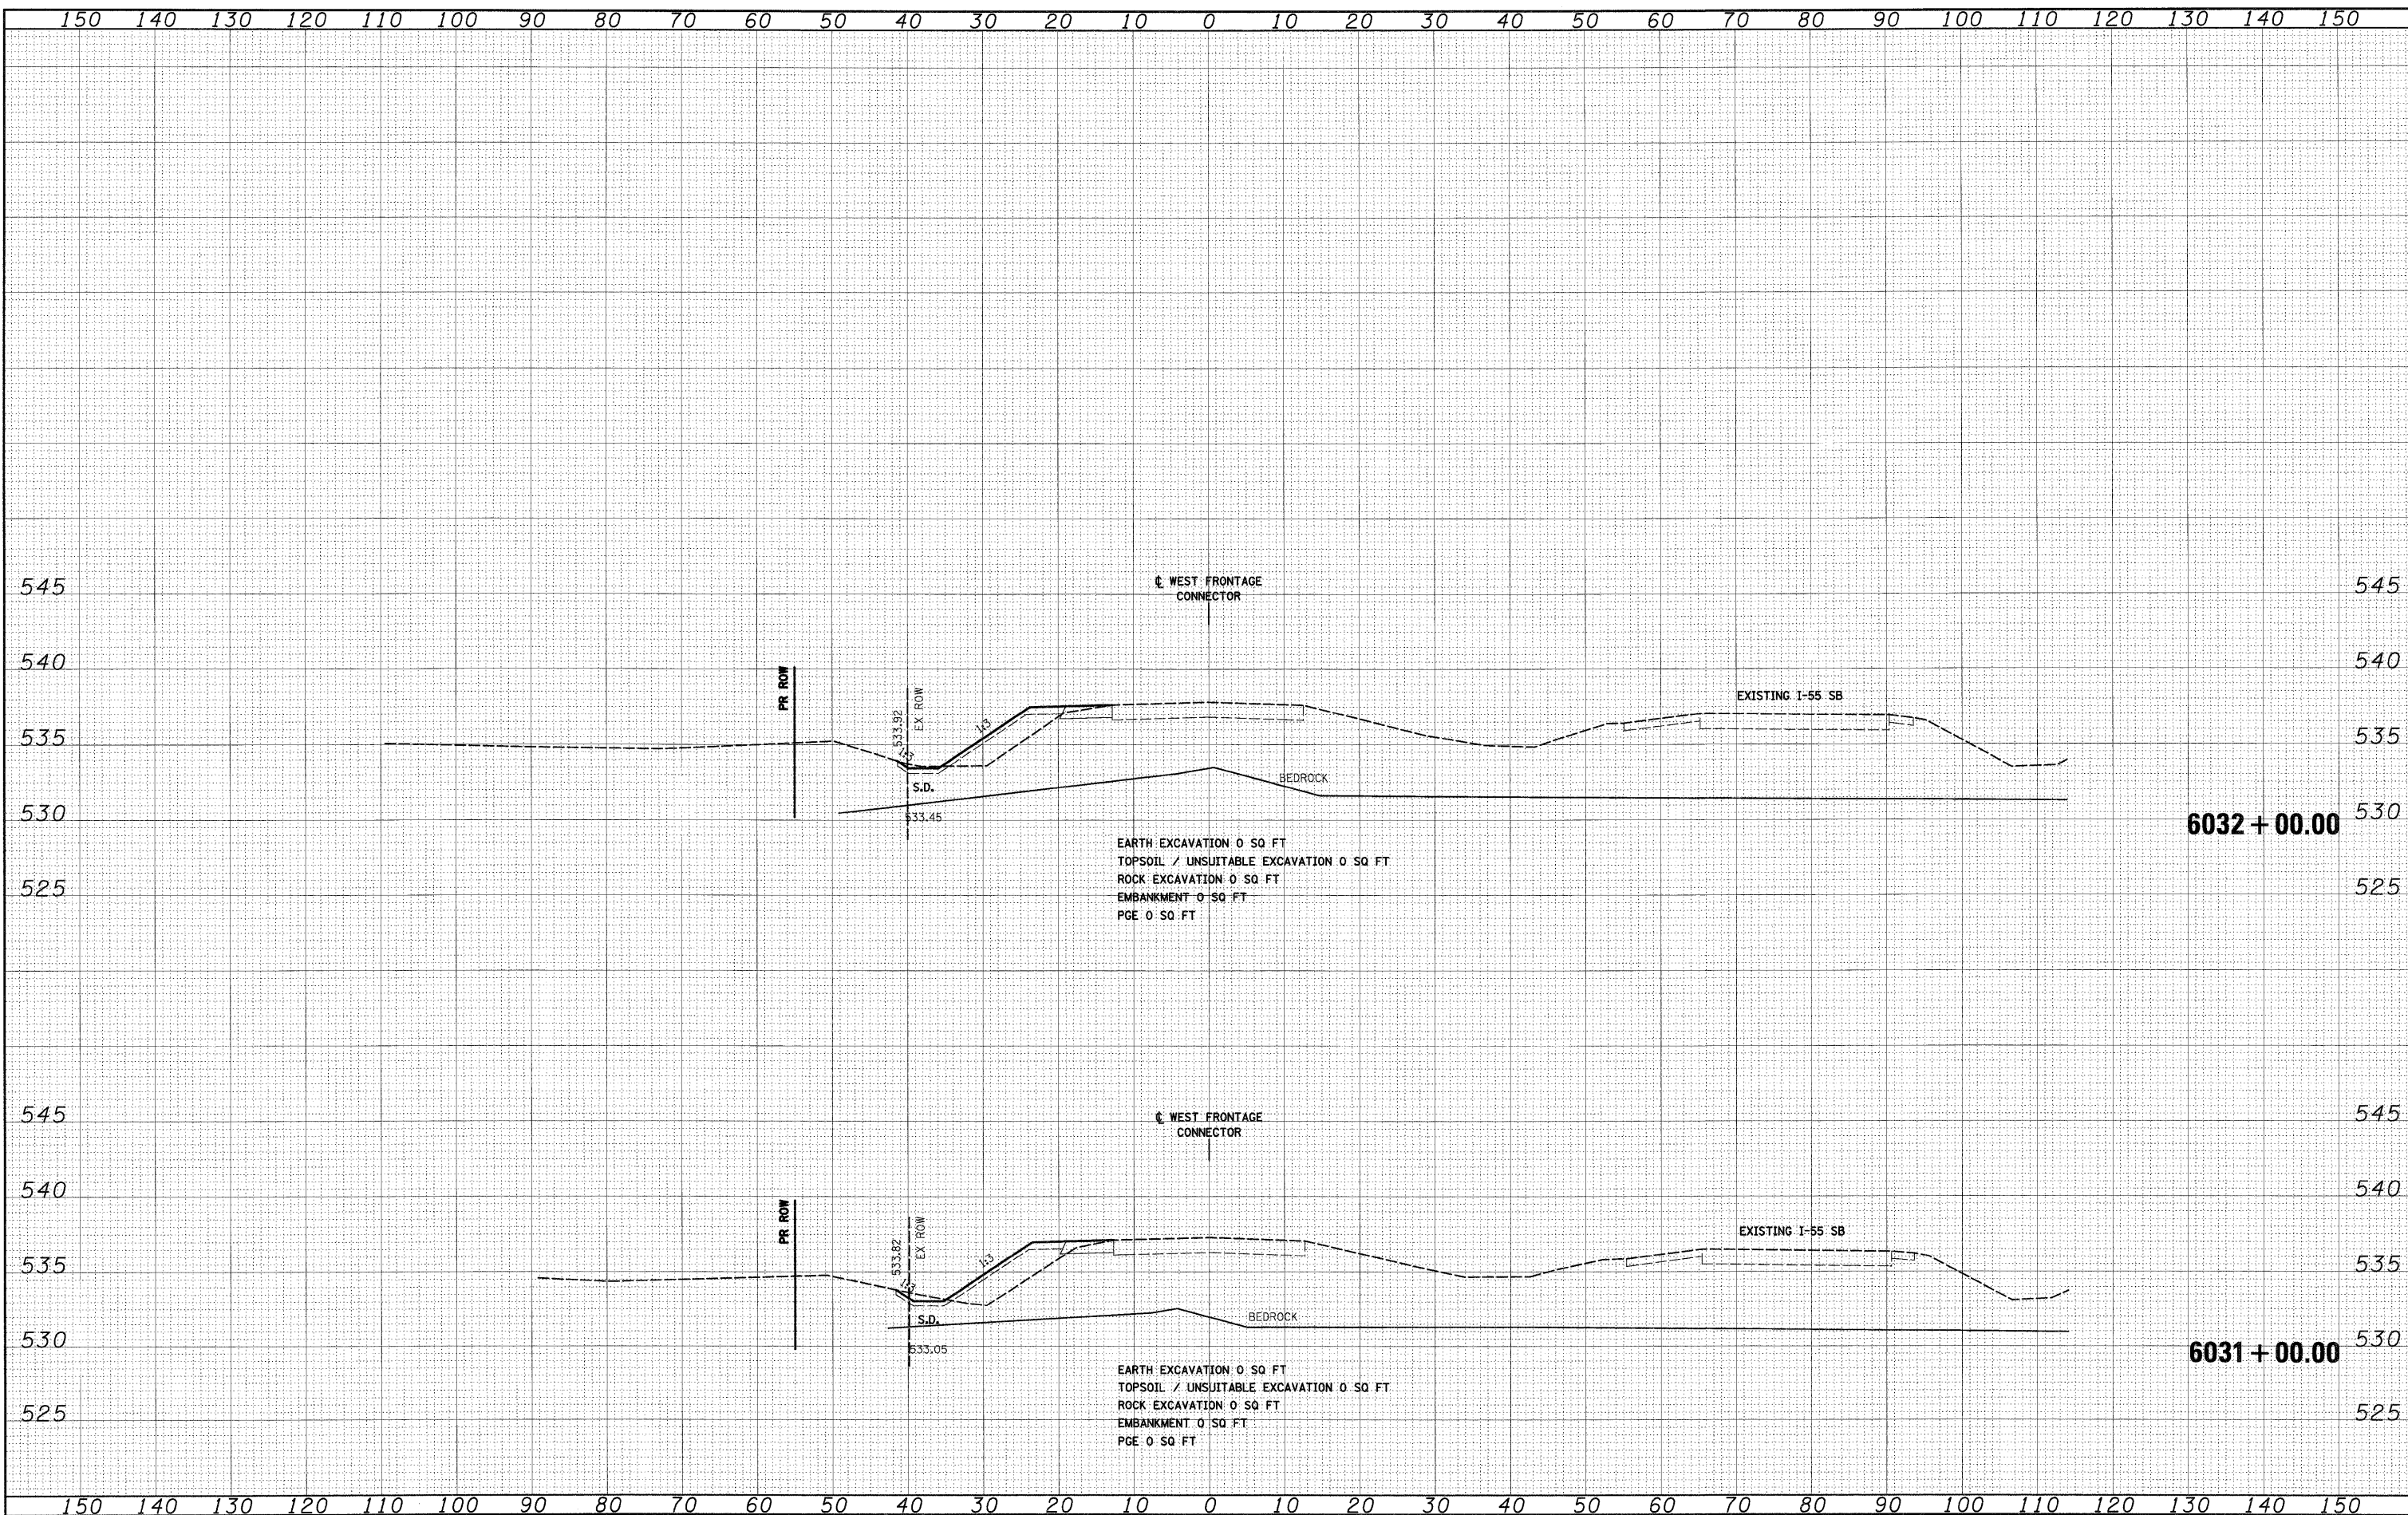 150 140 130 120 110 100 90 80 70 60 50 40 30 20 10 0 10 20 30 40 50 60 70 80 90 100 110 120 130 140 150
545 545
℄ WEST FRONTAGE
CONNECTOR
540 540
PR ROW
EX ROW
533.92
1:3
1:3
EXISTING I-55 SB
535 535
S.D.
BEDROCK
530 530
533.45
6032+00.00
EARTH EXCAVATION 0 SQ FT
TOPSOIL / UNSUITABLE EXCAVATION 0 SQ FT
ROCK EXCAVATION 0 SQ FT
525 525
EMBANKMENT 0 SQ FT
PGE 0 SQ FT
545 545
℄ WEST FRONTAGE
CONNECTOR
540 540
PR ROW
EX ROW
533.82
1:3
1:3
EXISTING I-55 SB
535 535
S.D.
BEDROCK
530 530
533.05
6031+00.00
EARTH EXCAVATION 0 SQ FT
TOPSOIL / UNSUITABLE EXCAVATION 0 SQ FT
ROCK EXCAVATION 0 SQ FT
525 525
EMBANKMENT 0 SQ FT
PGE 0 SQ FT
150 140 130 120 110 100 90 80 70 60 50 40 30 20 10 0 10 20 30 40 50 60 70 80 90 100 110 120 130 140 150